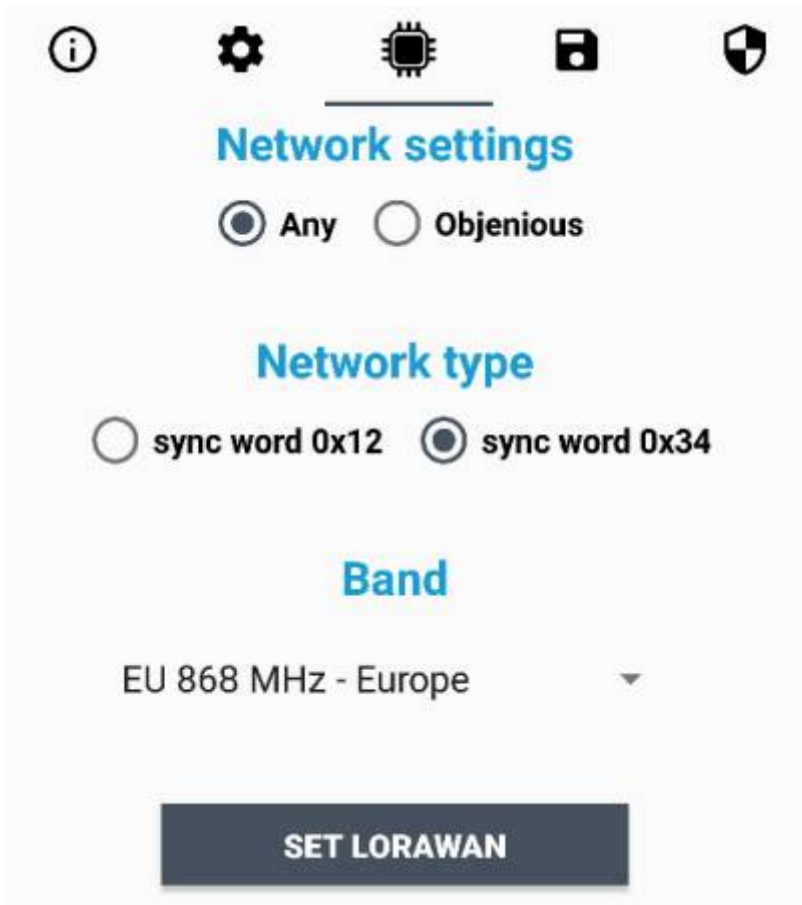 Network settings
Any Objenious
Network type
sync word 0x12 sync word 0x34
Band
EU 868 MHz - Europe
SET LORAWAN